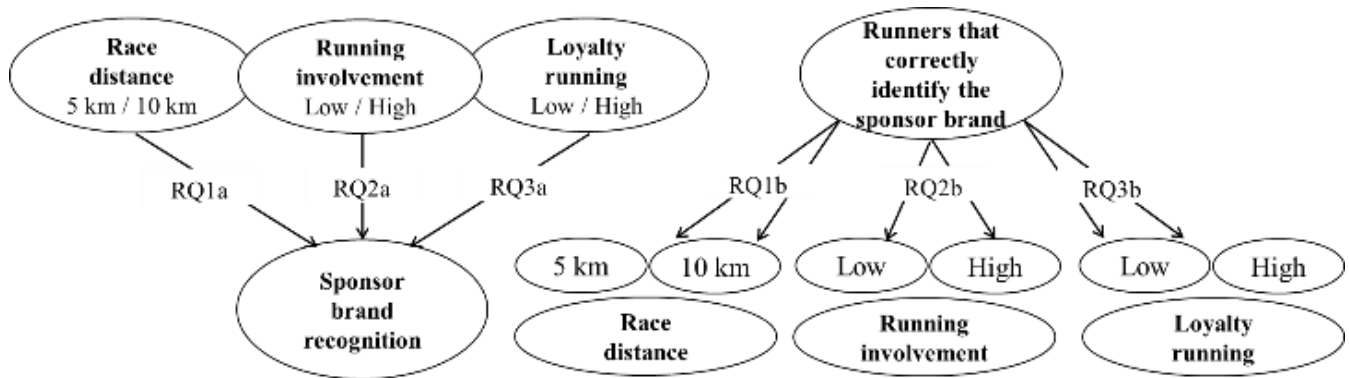 Race
distance
5 km / 10 km
Running
involvement
Low / High
Loyalty
running
Low / High
RQ1a
RQ2a
RQ3a
Sponsor
brand
recognition
Runners that
correctly
identify the
sponsor brand
RQ1b
RQ2b
RQ3b
5 km
10 km
Low
High
Low
High
Race
distance
Running
involvement
Loyalty
running